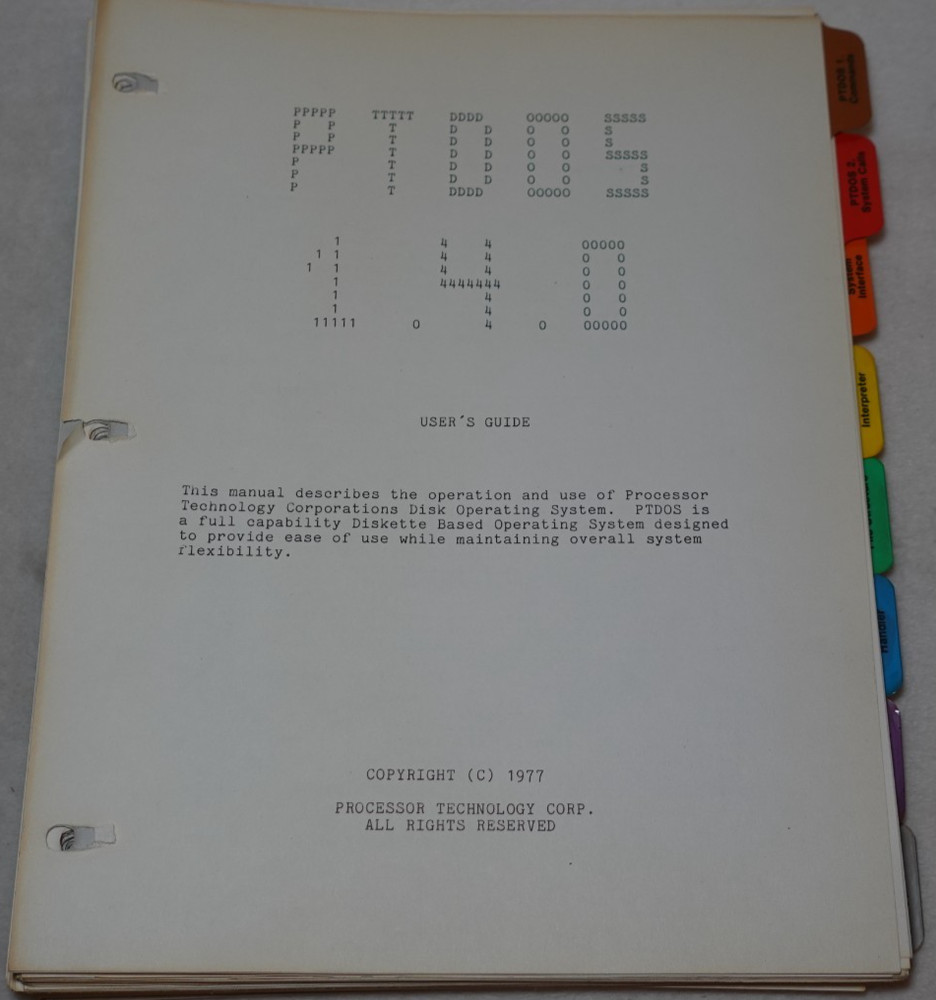 PTDOS
1.4.0
USER'S GUIDE
This manual describes the operation and use of Processor
Technology Corporations Disk Operating System. PTDOS is
a full capability Diskette Based Operating System designed
to provide ease of use while maintaining overall system
flexibility.
COPYRIGHT (C) 1977
PROCESSOR TECHNOLOGY CORP.
ALL RIGHTS RESERVED
PTDOS 1
Commands
PTDOS 2
System Calls
System
Interface
Interpreter
Handler